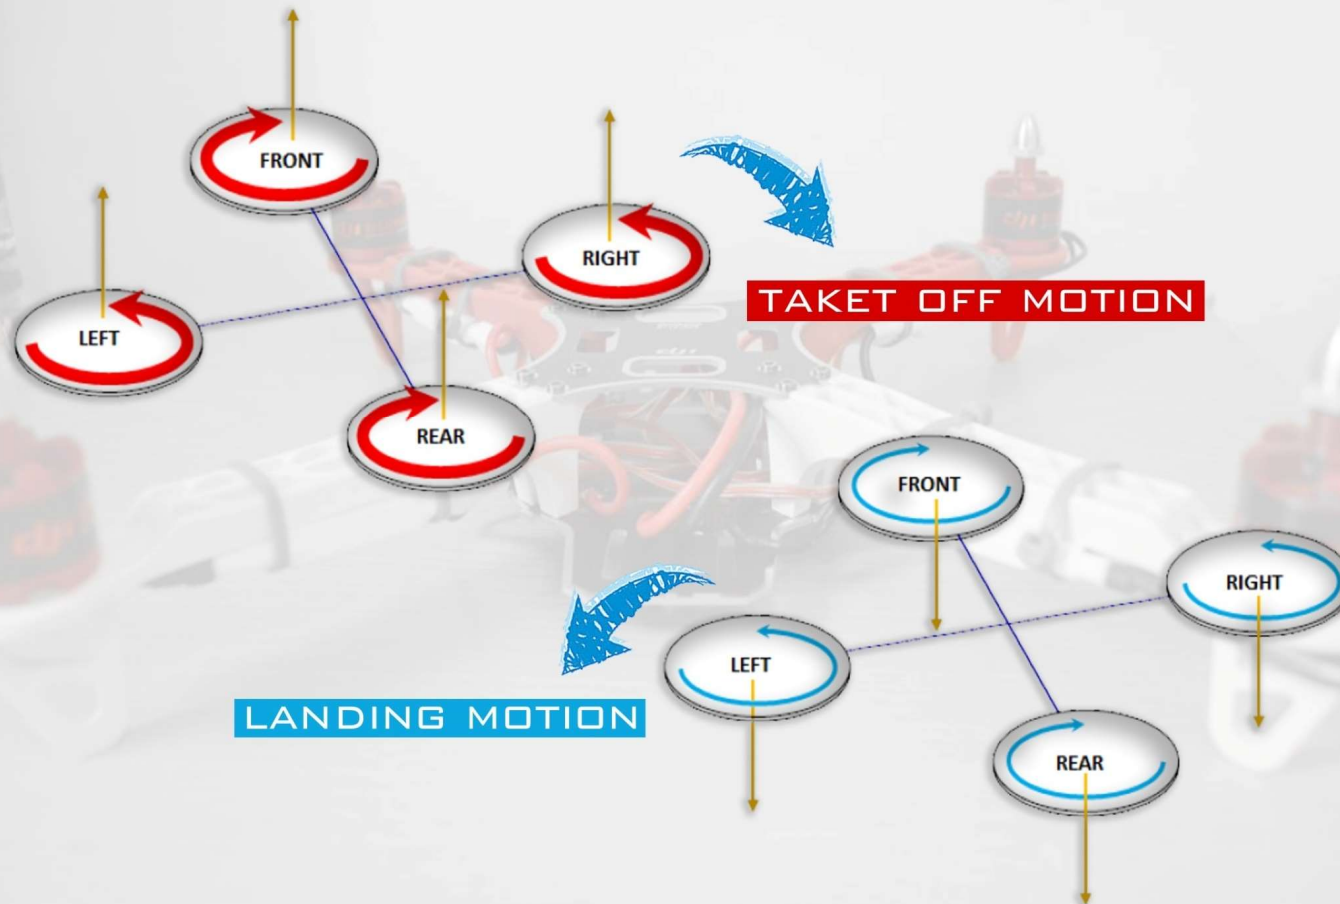 FRONT
RIGHT
LEFT
TAKET OFF MOTION
REAR
FRONT
RIGHT
LEFT
LANDING MOTION
REAR